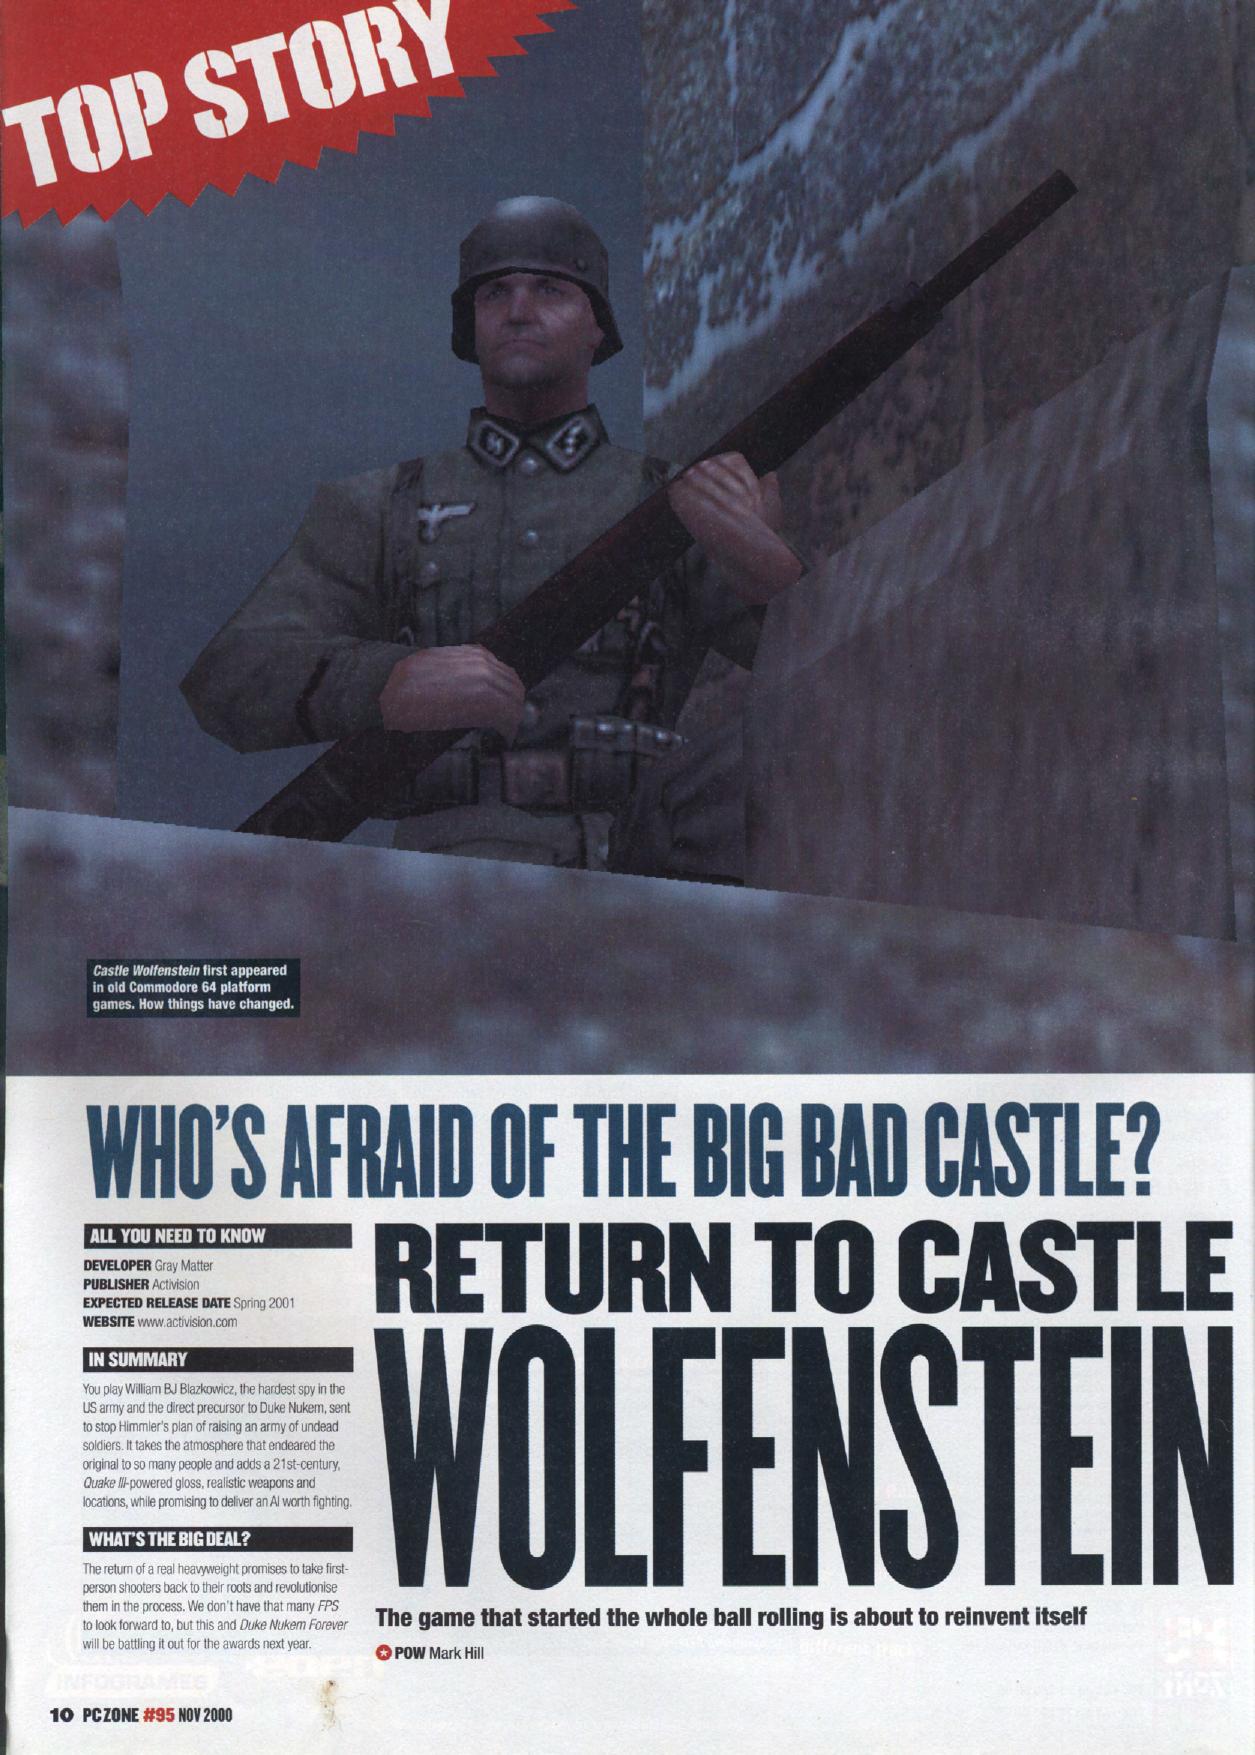 TOP STORY
Castle Wolfenstein first appeared
in old Commodore 64 platform
games. How things have changed.
WHO'S AFRAID OF THE BIG BAD CASTLE?
ALL YOU NEED TO KNOW
DEVELOPER Gray Matter
PUBLISHER Activision
EXPECTED RELEASE DATE Spring 2001
WEBSITE www.activision.com
IN SUMMARY
You play William BJ Blazkowicz, the hardest spy in the
US army and the direct precursor to Duke Nukem, sent
to stop Himmler's plan of raising an army of undead
soldiers. It takes the atmosphere that endeared the
original to so many people and adds a 21st-century,
Quake III-powered gloss, realistic weapons and
locations, while promising to deliver an AI worth fighting.
WHAT'S THE BIG DEAL?
The return of a real heavyweight promises to take first-
person shooters back to their roots and revolutionise
them in the process. We don't have that many FPS
to look forward to, but this and Duke Nukem Forever
will be battling it out for the awards next year.
RETURN TO CASTLE
WOLFENSTEIN
The game that started the whole ball rolling is about to reinvent itself
POW Mark Hill
10 PCZONE #95 NOV 2000